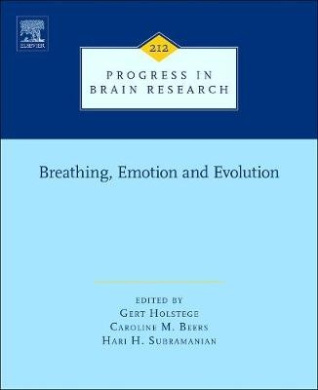 ELSEVIER
212
PROGRESS IN
BRAIN RESEARCH
Breathing, Emotion and Evolution
EDITED BY
GERT HOLSTEGE
CAROLINE M. BEERS
HARI H. SUBRAMANIAN